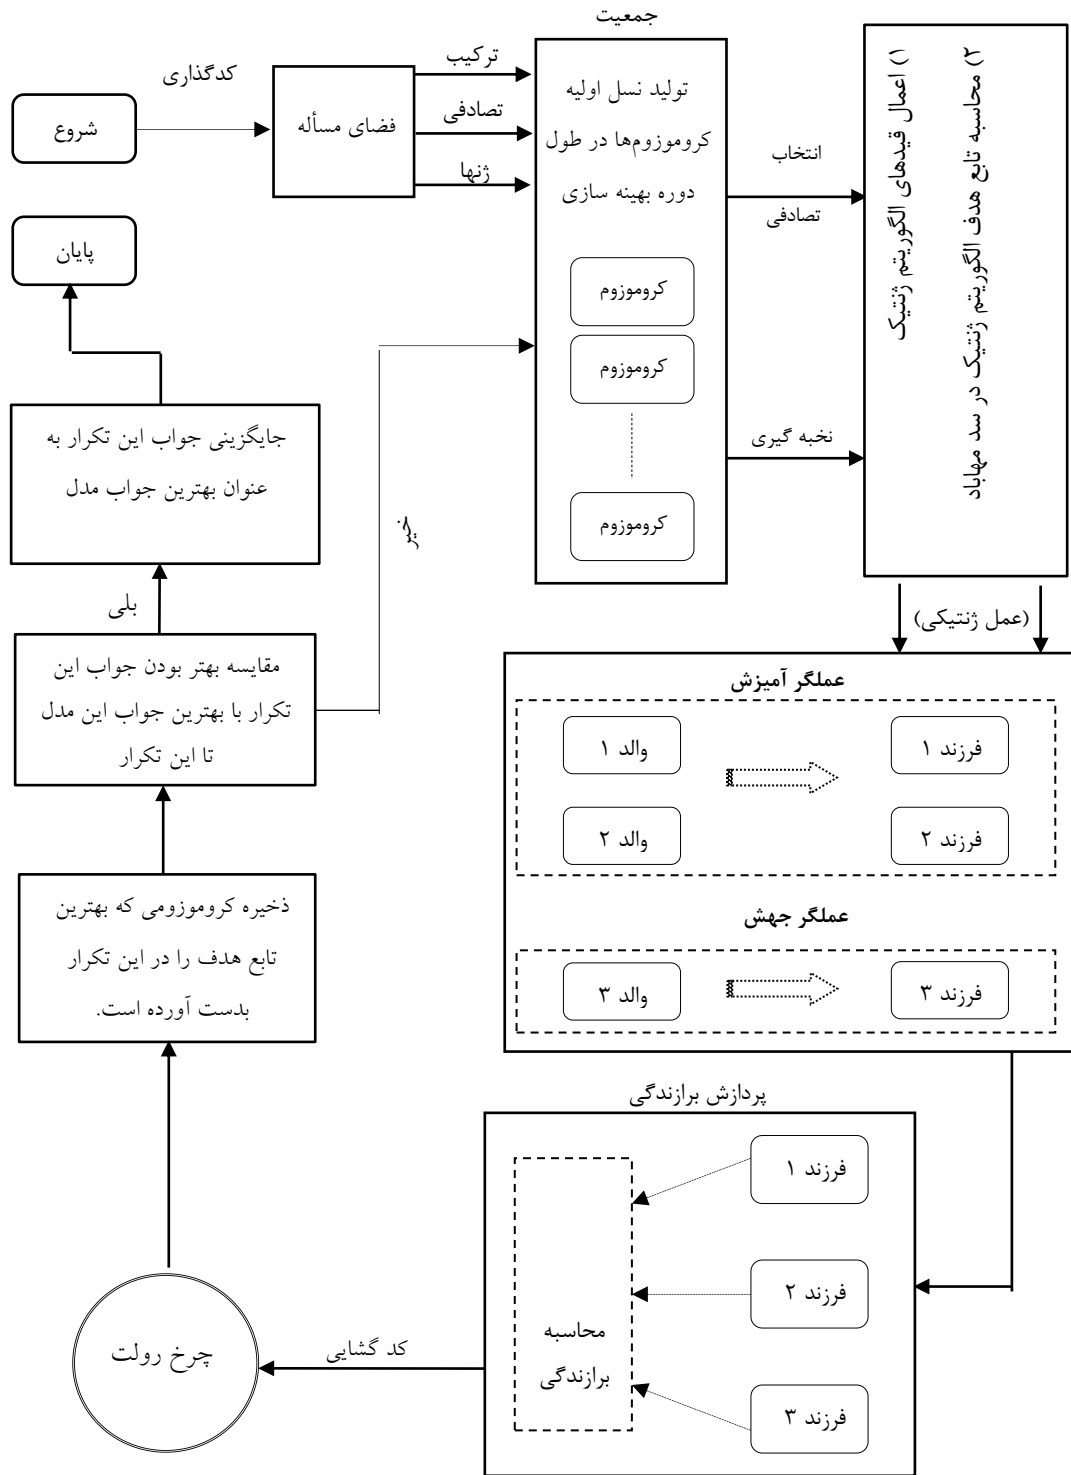 جمعیت
شروع
کدگذاری
فضای مسأله
ترکیب
تصادفی
ژنها
تولید نسل اولیه
کروموزوم‌ها در طول
دوره بهینه سازی
کروموزوم
کروموزوم
کروموزوم
انتخاب
تصادفی
نخبه گیری
۱) اعمال قیدهای الگوریتم ژنتیک
۲) محاسبه تابع هدف الگوریتم ژنتیک در سد مهاباد
(عمل ژنتیکی)
عملگر آمیزش
والد ۱
فرزند ۱
والد ۲
فرزند ۲
عملگر جهش
والد ۳
فرزند ۳
پردازش برازندگی
فرزند ۱
فرزند ۲
فرزند ۳
محاسبه
برازندگی
کد گشایی
چرخ رولت
ذخیره کروموزومی که بهترین
تابع هدف را در این تکرار
بدست آورده است.
مقایسه بهتر بودن جواب این
تکرار با بهترین جواب این مدل
تا این تکرار
خیر
بلی
جایگزینی جواب این تکرار به
عنوان بهترین جواب مدل
پایان